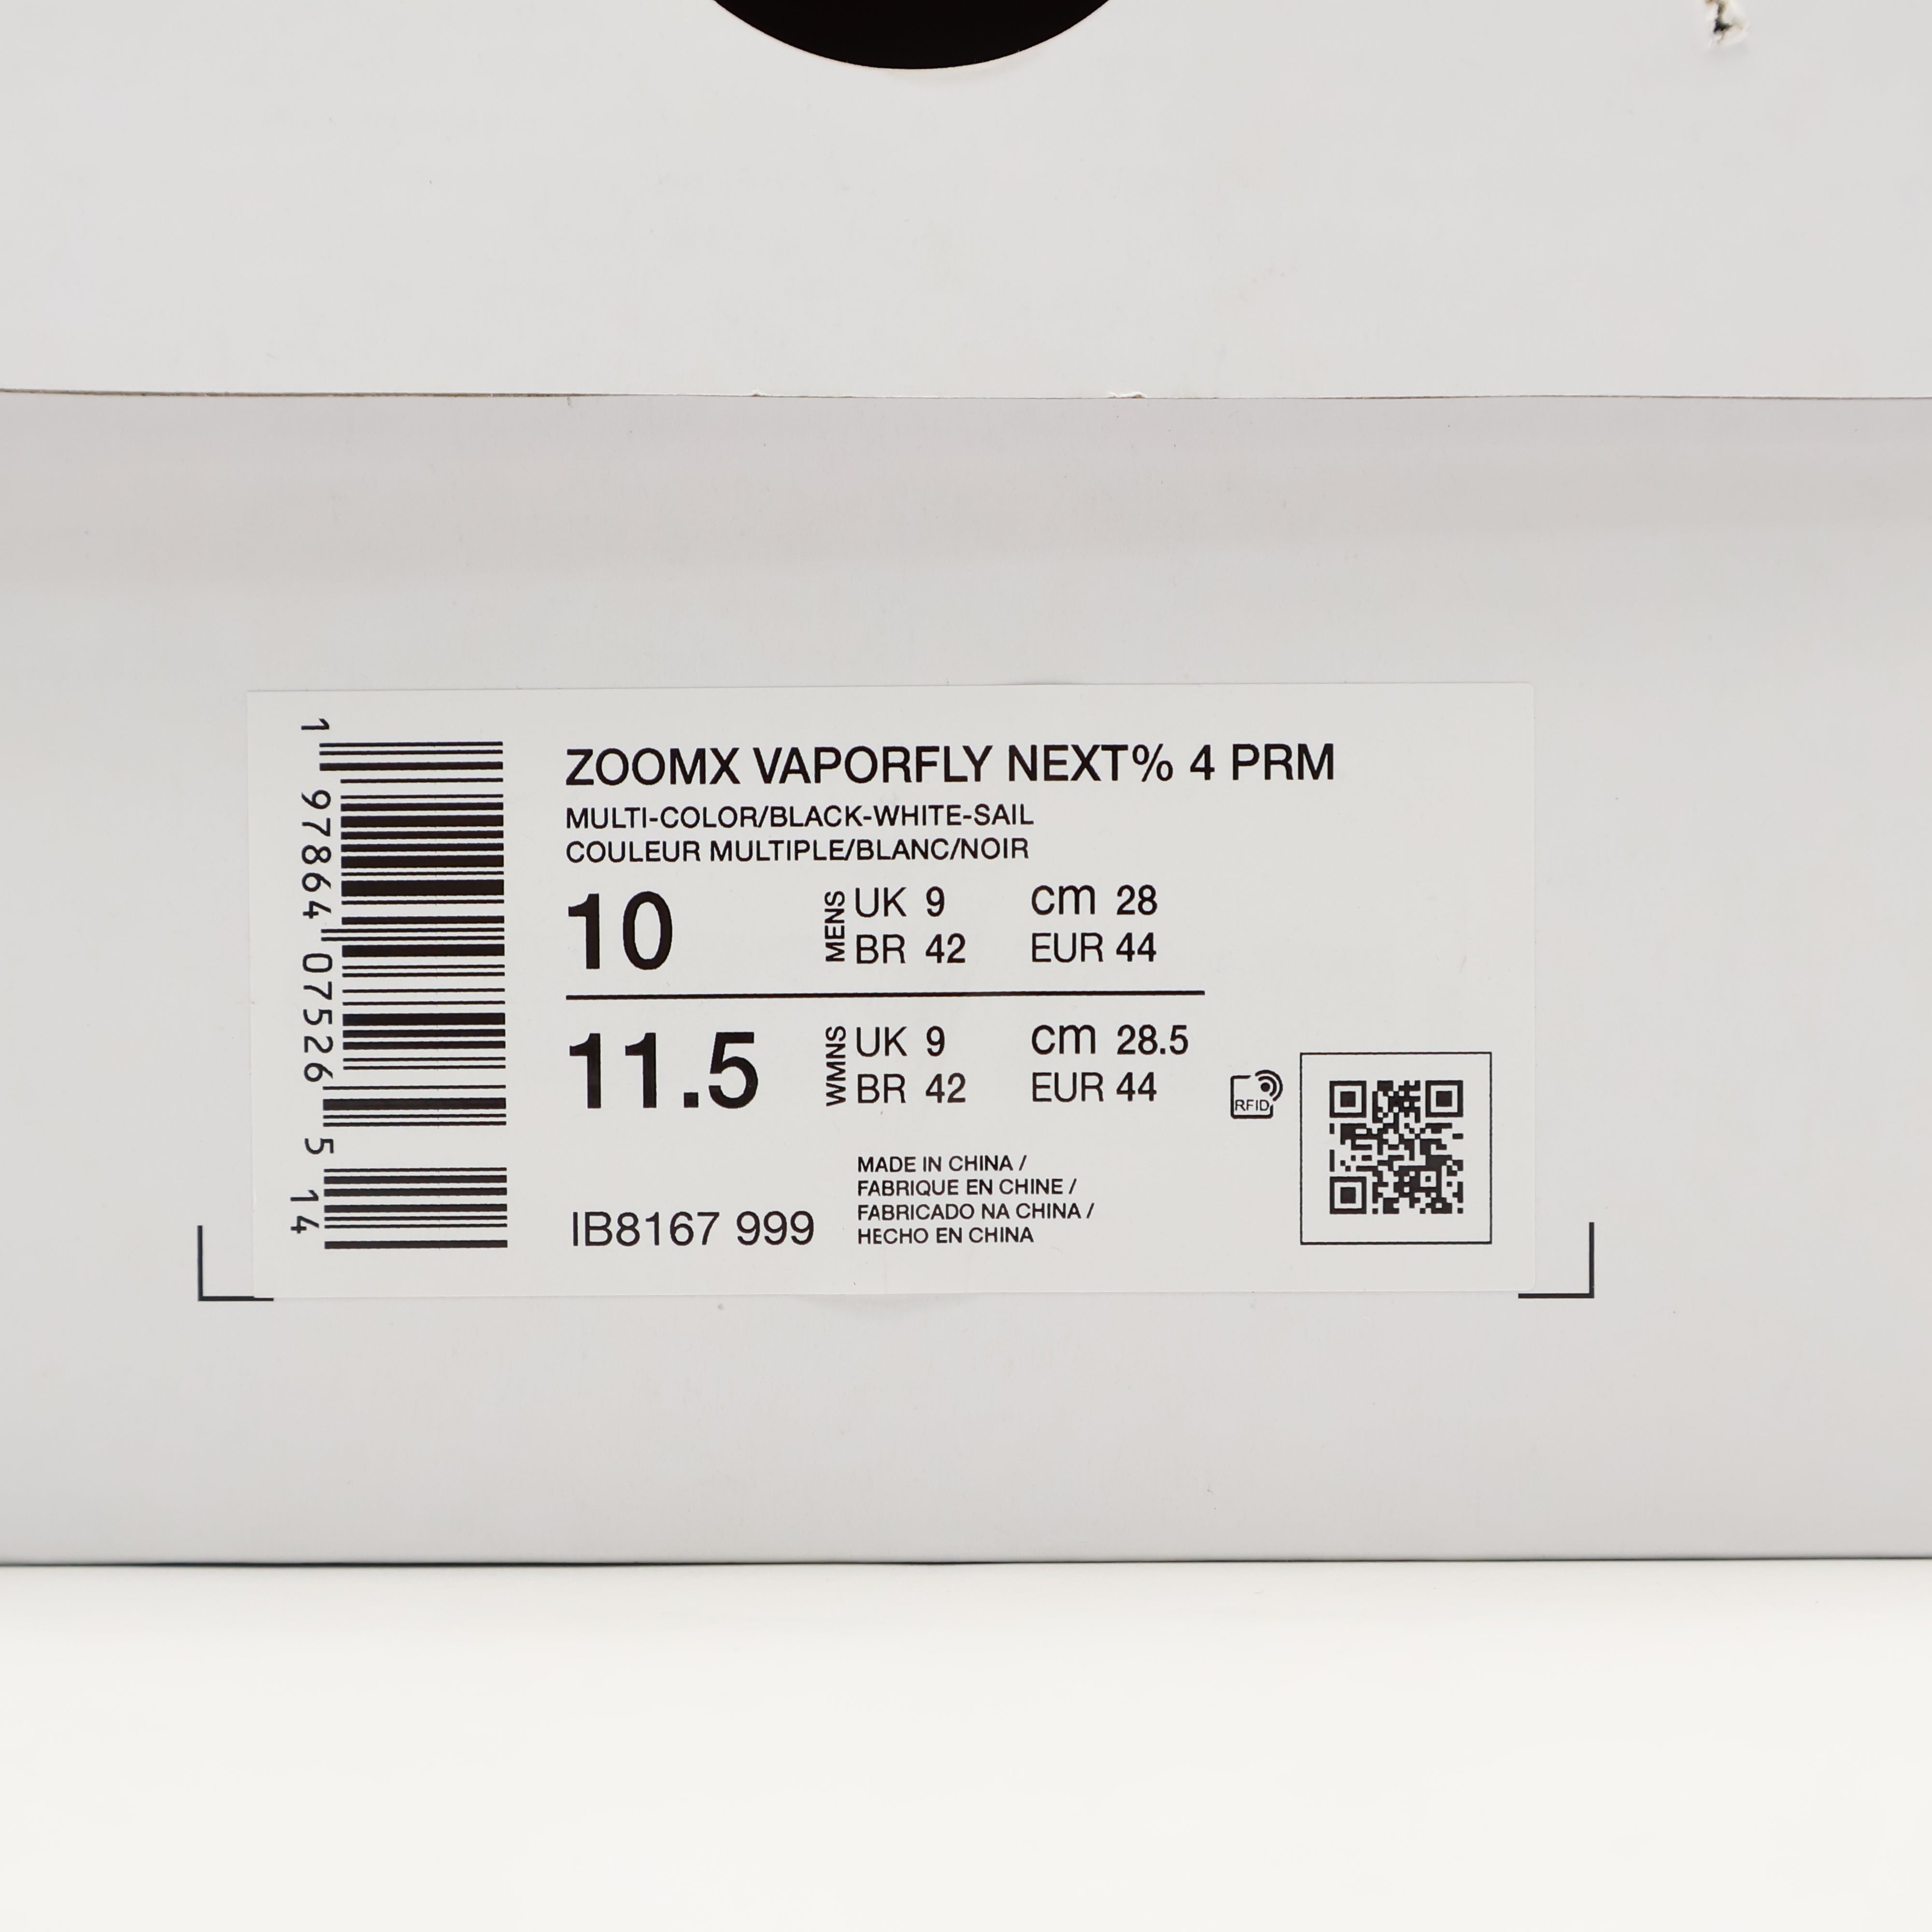 ZOOMX VAPORFLY NEXT% 4 PRM
MULTI-COLOR/BLACK-WHITE-SAIL
COULEUR MULTIPLE/BLANC/NOIR
10 MENS UK 9 cm 28
BR 42 EUR 44
11.5 WMNS UK 9 cm 28.5
BR 42 EUR 44
RFID
MADE IN CHINA /
FABRIQUE EN CHINE /
FABRICADO NA CHINA /
HECHO EN CHINA
IB8167 999
1 97864 07526 5 14